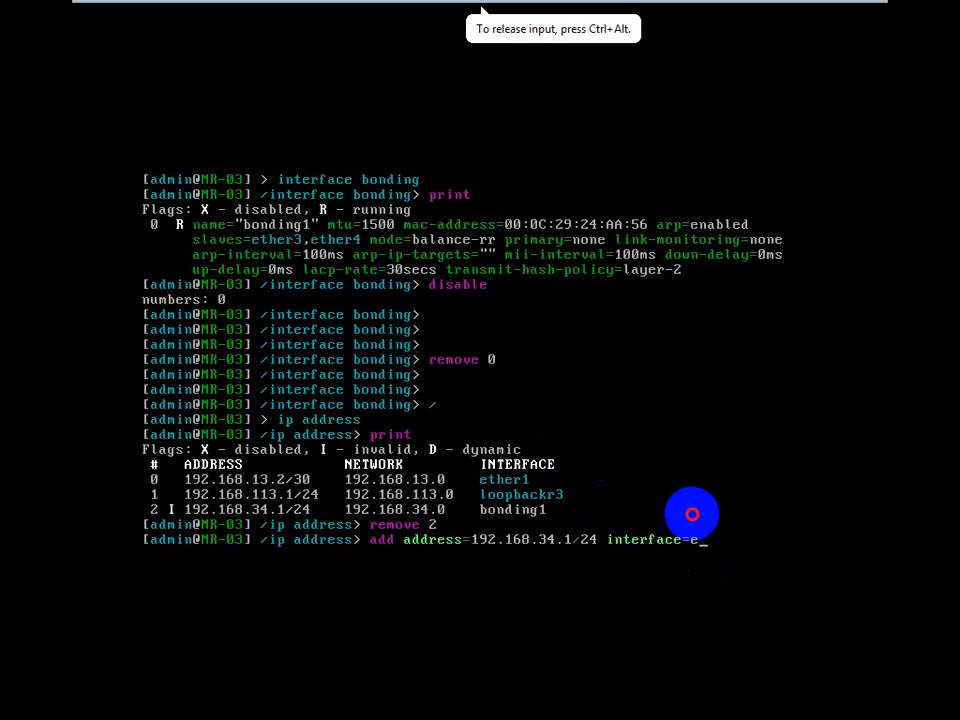 To release input, press Ctrl+Alt.
[admin@MR-03] > interface bonding
[admin@MR-03] /interface bonding> print
Flags: X - disabled, R - running
0 R name="bonding1" mtu=1500 mac-address=00:0C:29:24:AA:56 arp=enabled
slaves=ether3,ether4 mode=balance-rr primary=none link-monitoring=none
arp-interval=100ms arp-ip-targets="" mii-interval=100ms down-delay=0ms
up-delay=0ms lacp-rate=30secs transmit-hash-policy=layer-2
[admin@MR-03] /interface bonding> disable
numbers: 0
[admin@MR-03] /interface bonding>
[admin@MR-03] /interface bonding>
[admin@MR-03] /interface bonding>
[admin@MR-03] /interface bonding> remove 0
[admin@MR-03] /interface bonding>
[admin@MR-03] /interface bonding>
[admin@MR-03] /interface bonding> /
[admin@MR-03] > ip address
[admin@MR-03] /ip address> print
Flags: X - disabled, I - invalid, D - dynamic
# ADDRESS NETWORK INTERFACE
0 192.168.13.2/30 192.168.13.0 ether1
1 192.168.113.1/24 192.168.113.0 loopbackr3
2 I 192.168.34.1/24 192.168.34.0 bonding1
[admin@MR-03] /ip address> remove 2
[admin@MR-03] /ip address> add address=192.168.34.1/24 interface=e_